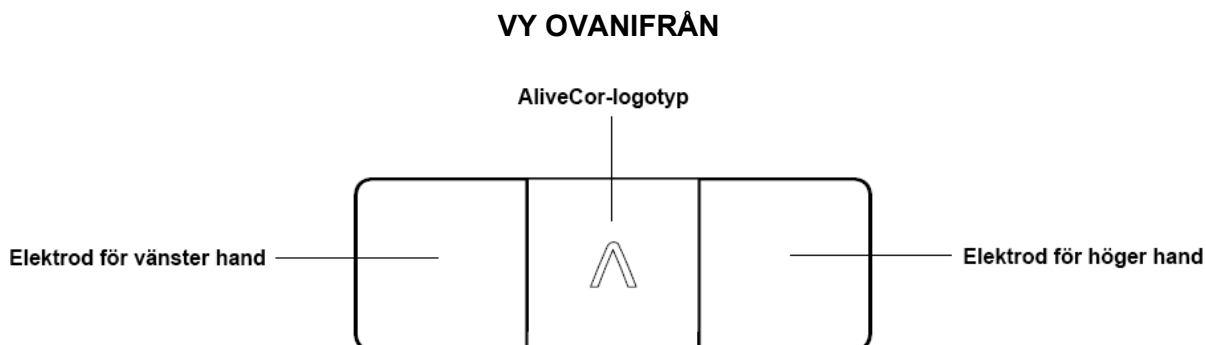 VY OVANIFRÅN
AliveCor-logotyp
Elektrod för vänster hand
Elektrod för höger hand